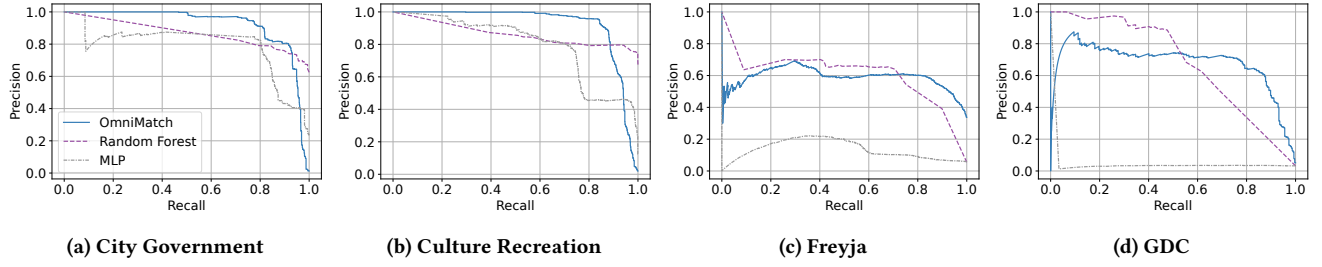 Precision
1.0
0.8
0.6
0.4
0.2
0.0
OmniMatch
Random Forest
MLP
0.0 0.2 0.4 0.6 0.8 1.0
Recall
(a) City Government
Precision
1.0
0.8
0.6
0.4
0.2
0.0
0.0 0.2 0.4 0.6 0.8 1.0
Recall
(b) Culture Recreation
Precision
1.0
0.8
0.6
0.4
0.2
0.0
0.0 0.2 0.4 0.6 0.8 1.0
Recall
(c) Freyja
Precision
1.0
0.8
0.6
0.4
0.2
0.0
0.0 0.2 0.4 0.6 0.8 1.0
Recall
(d) GDC